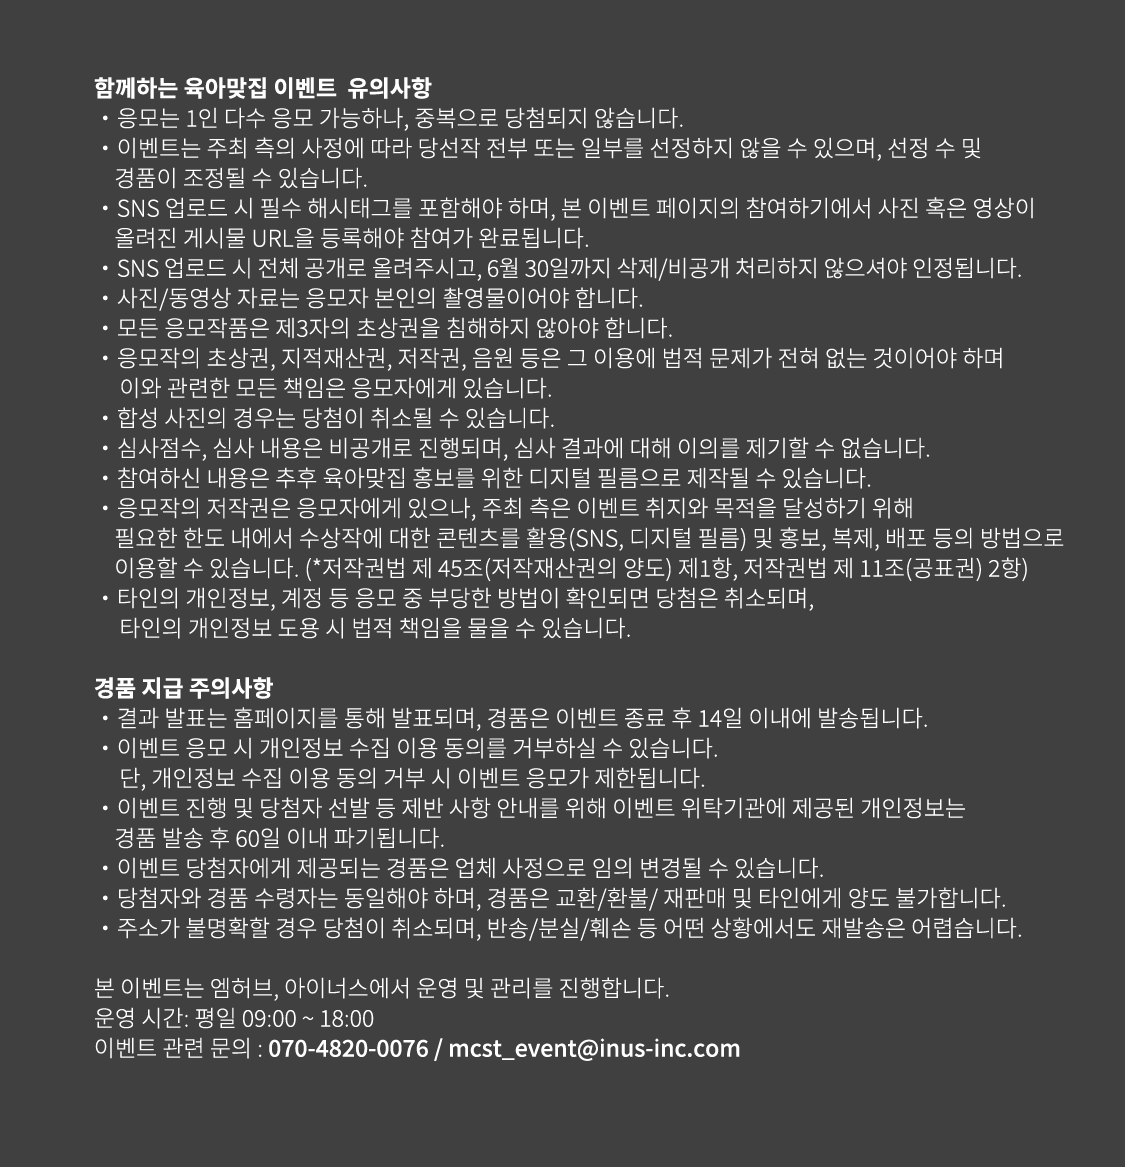 함께하는 육아맞집 이벤트  유의사항
• 응모는 1인 다수 응모 가능하나, 중복으로 당첨되지 않습니다.
• 이벤트는 주최 측의 사정에 따라 당선작 전부 또는 일부를 선정하지 않을 수 있으며, 선정 수 및
경품이 조정될 수 있습니다.
• SNS 업로드 시 필수 해시태그를 포함해야 하며, 본 이벤트 페이지의 참여하기에서 사진 혹은 영상이
올려진 게시물 URL을 등록해야 참여가 완료됩니다.
• SNS 업로드 시 전체 공개로 올려주시고, 6월 30일까지 삭제/비공개 처리하지 않으셔야 인정됩니다.
• 사진/동영상 자료는 응모자 본인의 촬영물이어야 합니다.
• 모든 응모작품은 제3자의 초상권을 침해하지 않아야 합니다.
• 응모작의 초상권, 지적재산권, 저작권, 음원 등은 그 이용에 법적 문제가 전혀 없는 것이어야 하며
이와 관련한 모든 책임은 응모자에게 있습니다.
• 합성 사진의 경우는 당첨이 취소될 수 있습니다.
• 심사점수, 심사 내용은 비공개로 진행되며, 심사 결과에 대해 이의를 제기할 수 없습니다.
• 참여하신 내용은 추후 육아맞집 홍보를 위한 디지털 필름으로 제작될 수 있습니다.
• 응모작의 저작권은 응모자에게 있으나, 주최 측은 이벤트 취지와 목적을 달성하기 위해
필요한 한도 내에서 수상작에 대한 콘텐츠를 활용(SNS, 디지털 필름) 및 홍보, 복제, 배포 등의 방법으로
이용할 수 있습니다. (*저작권법 제 45조(저작재산권의 양도) 제1항, 저작권법 제 11조(공표권) 2항)
• 타인의 개인정보, 계정 등 응모 중 부당한 방법이 확인되면 당첨은 취소되며,
타인의 개인정보 도용 시 법적 책임을 물을 수 있습니다.
경품 지급 주의사항
• 결과 발표는 홈페이지를 통해 발표되며, 경품은 이벤트 종료 후 14일 이내에 발송됩니다.
• 이벤트 응모 시 개인정보 수집 이용 동의를 거부하실 수 있습니다.
단, 개인정보 수집 이용 동의 거부 시 이벤트 응모가 제한됩니다.
• 이벤트 진행 및 당첨자 선발 등 제반 사항 안내를 위해 이벤트 위탁기관에 제공된 개인정보는
경품 발송 후 60일 이내 파기됩니다.
• 이벤트 당첨자에게 제공되는 경품은 업체 사정으로 임의 변경될 수 있습니다.
• 당첨자와 경품 수령자는 동일해야 하며, 경품은 교환/환불/ 재판매 및 타인에게 양도 불가합니다.
• 주소가 불명확할 경우 당첨이 취소되며, 반송/분실/훼손 등 어떤 상황에서도 재발송은 어렵습니다.
본 이벤트는 엠허브, 아이너스에서 운영 및 관리를 진행합니다.
운영 시간: 평일 09:00 ~ 18:00
이벤트 관련 문의 : 070-4820-0076 / mcst_event@inus-inc.com